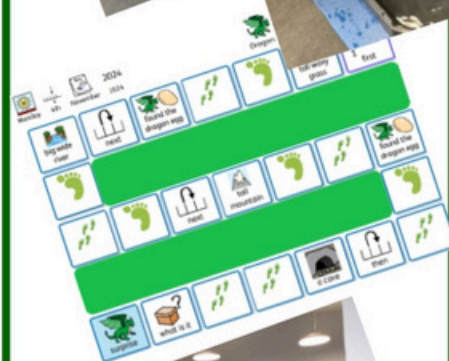 Dragon
Monday
4th
November
2024
2024
big wide
river
next
found the
dragon egg
tall wavy
grass
first
next
tall
mountain
found the
dragon egg
surprise
what is it
a cave
then